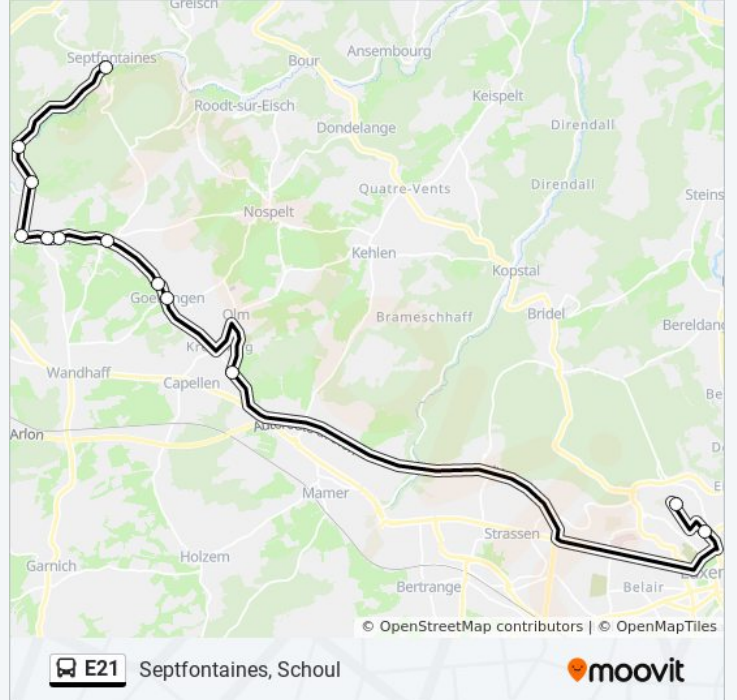 Greisch
Septfontaines
Bour
Ansembourg
Keispelt
Roodt-sur-Eisch
Dondelange
Direndall
Direndall
Quatre-Vents
Steins
Nospelt
Kehlen
Kopstal
Olm
Brameschhaff
Bridel
Bereldang
Wandhaff
Capellen
Be
Arlon
Mamer
Strassen
Garnich
Holzem
Bertrange
Belair
© OpenStreetMap contributors | © OpenMapTiles
E21 Septfontaines, Schoul
moovit